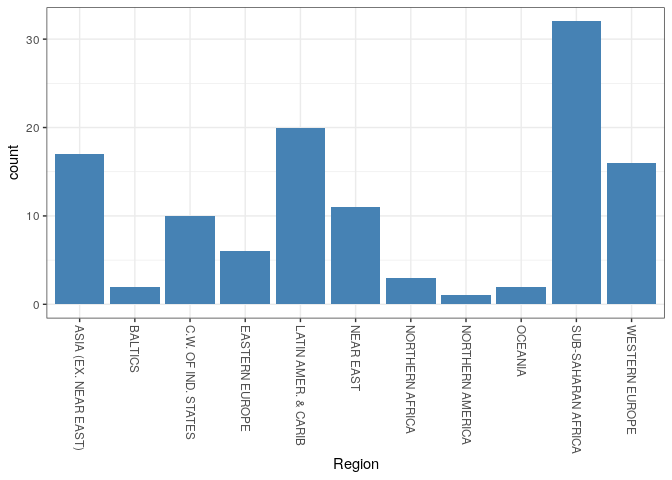 30
20
10
0
count
ASIA (EX. NEAR EAST)
BALTICS
C.W. OF IND. STATES
EASTERN EUROPE
LATIN AMER. & CARIB
NEAR EAST
NORTHERN AFRICA
NORTHERN AMERICA
OCEANIA
SUB-SAHARAN AFRICA
WESTERN EUROPE
Region